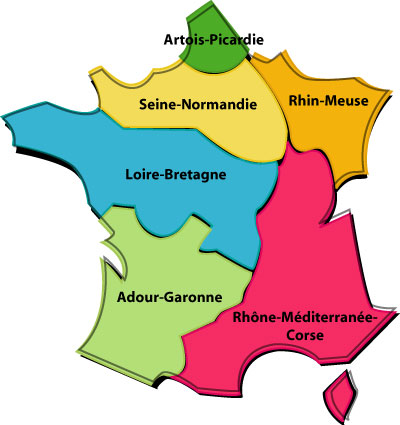 Artois-Picardie
Seine-Normandie
Rhin-Meuse
Loire-Bretagne
Adour-Garonne
Rhône-Méditerranée-
Corse